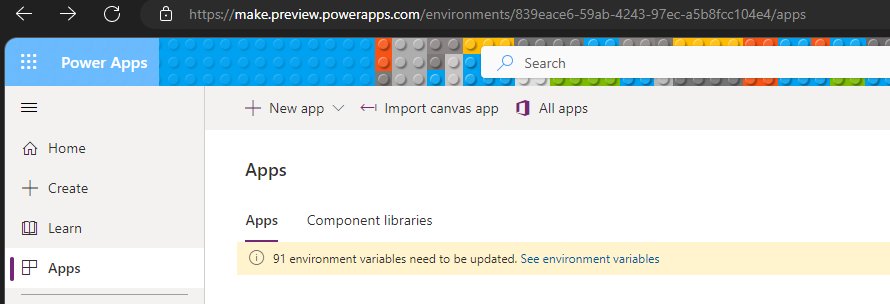 https://make.preview.powerapps.com/environments/839eace6-59ab-4243-97ec-a5b8fcc104e4/apps
Power Apps
Search
New app
Import canvas app
All apps
Home
Create
Learn
Apps
Apps
Apps
Component libraries
91 environment variables need to be updated. See environment variables